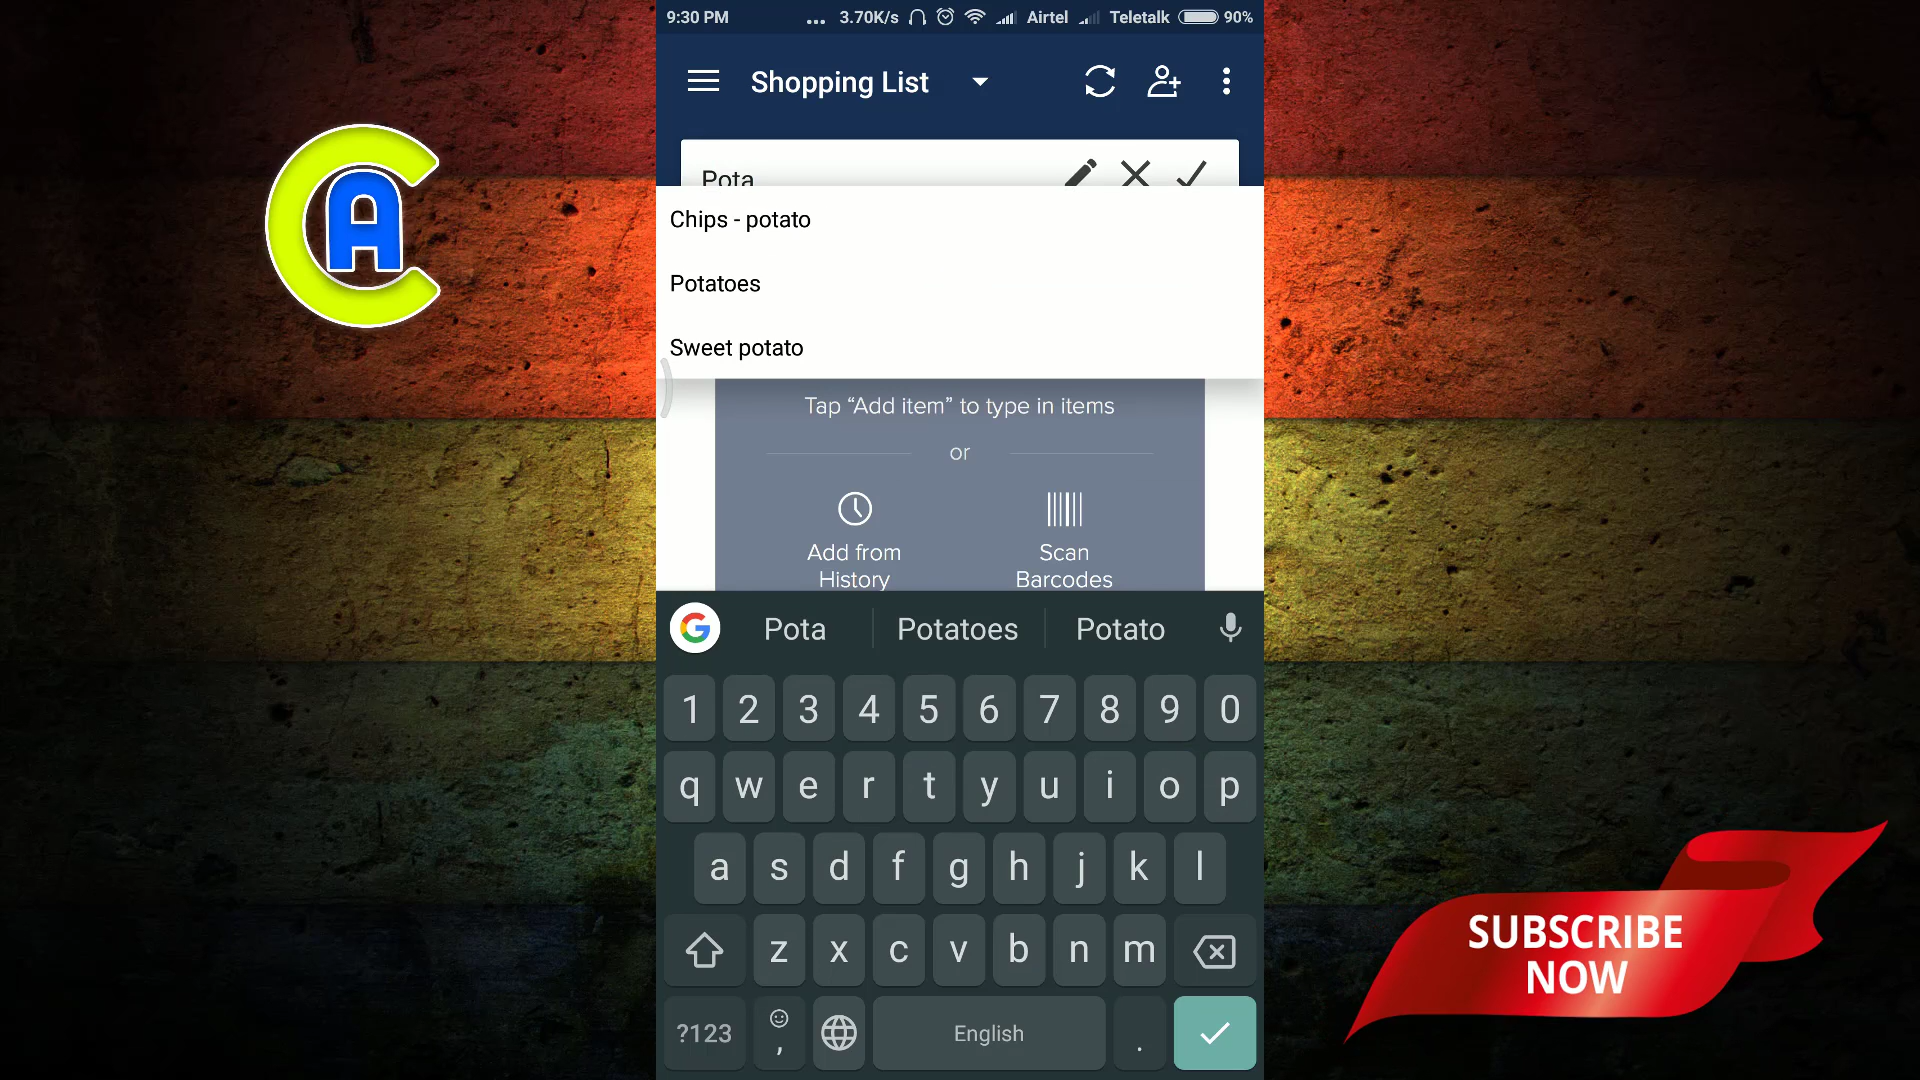 9:30 PM ... 3.70K/s Airtel Teletalk 90%
Shopping List
Pota
Chips - potato
Potatoes
Sweet potato
Tap “Add item” to type in items
or
Add from
History
Scan
Barcodes
Pota Potatoes Potato
1 2 3 4 5 6 7 8 9 0
q w e r t y u i o p
a s d f g h j k l
z x c v b n m
?123 , English .
CA
SUBSCRIBE
NOW